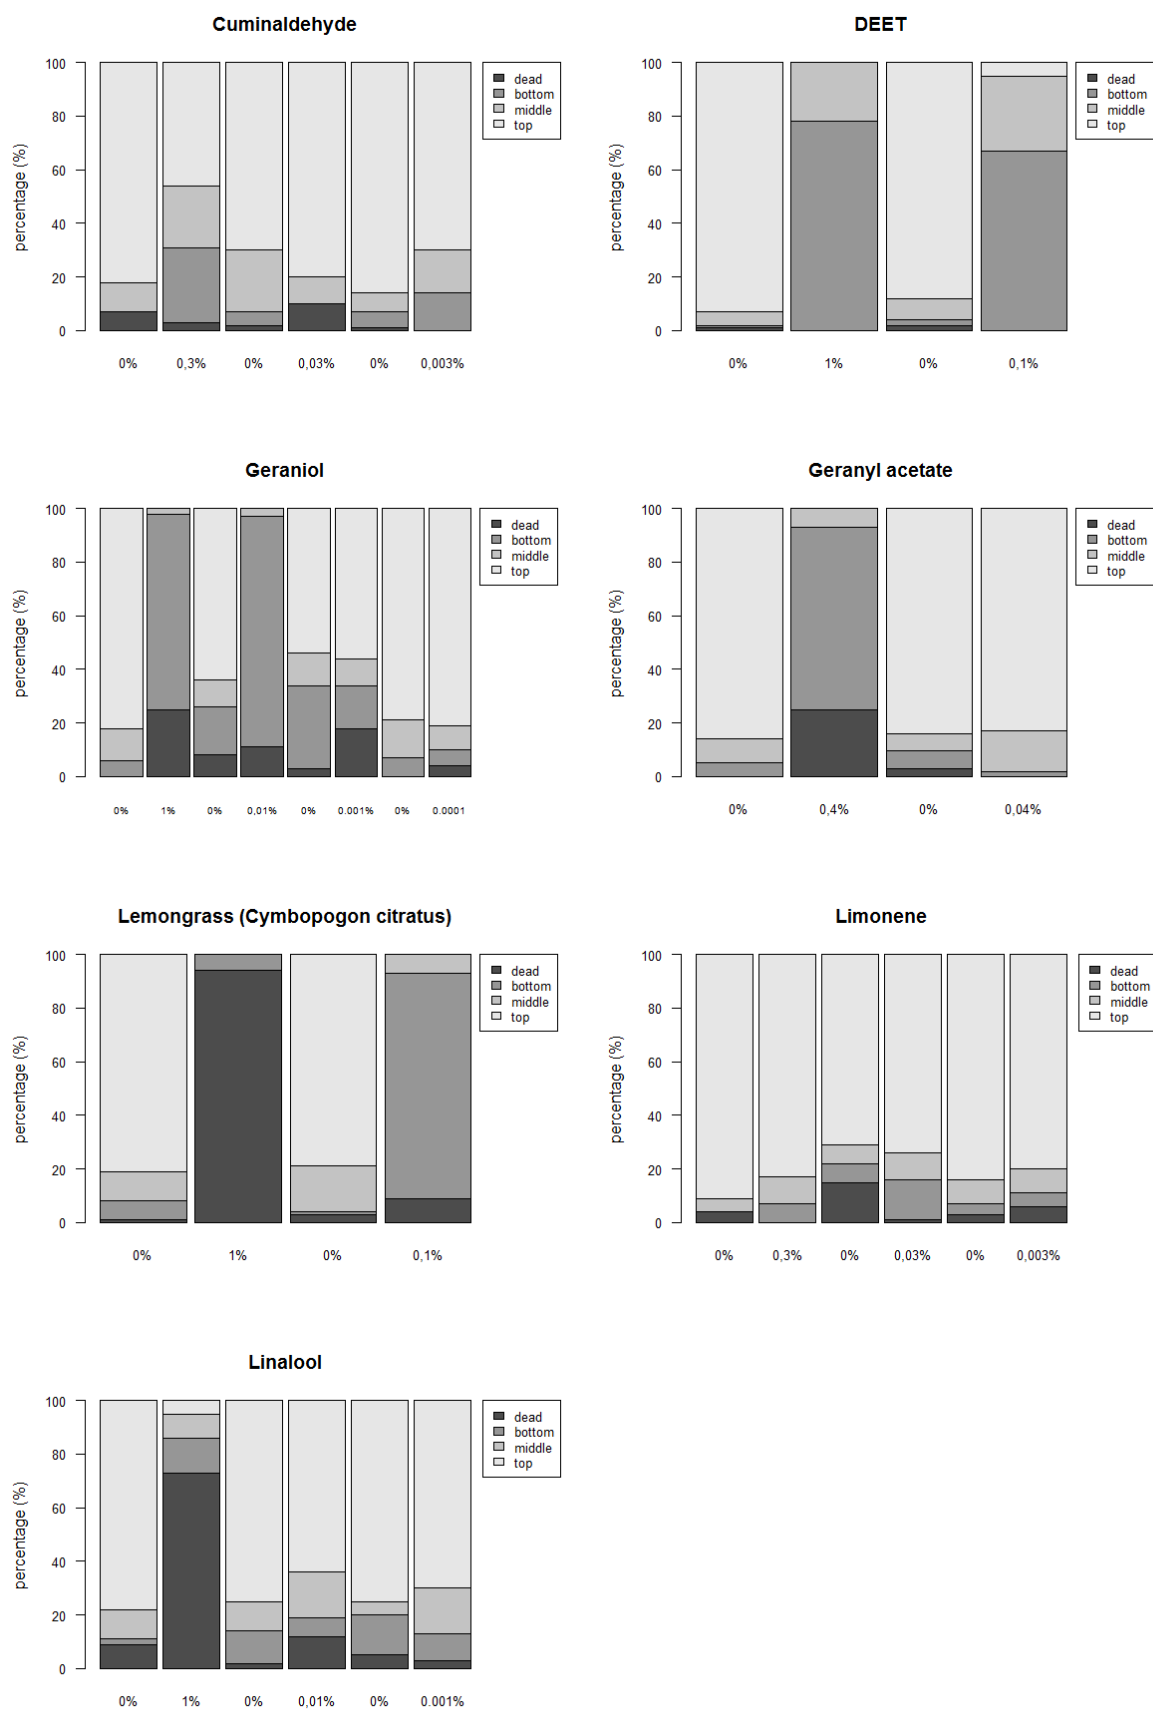 Cuminaldehyde
percentage (%)
100
80
60
40
20
0
0% 0,3% 0% 0,03% 0% 0,003%
dead
bottom
middle
top
DEET
percentage (%)
100
80
60
40
20
0
0% 1% 0% 0,1%
dead
bottom
middle
top
Geraniol
percentage (%)
100
80
60
40
20
0
0% 1% 0% 0,01% 0% 0.001% 0% 0.0001
dead
bottom
middle
top
Geranyl acetate
percentage (%)
100
80
60
40
20
0
0% 0,4% 0% 0,04%
dead
bottom
middle
top
Lemongrass (Cymbopogon citratus)
percentage (%)
100
80
60
40
20
0
0% 1% 0% 0,1%
dead
bottom
middle
top
Limonene
percentage (%)
100
80
60
40
20
0
0% 0,3% 0% 0,03% 0% 0,003%
dead
bottom
middle
top
Linalool
percentage (%)
100
80
60
40
20
0
0% 1% 0% 0,01% 0% 0.001%
dead
bottom
middle
top